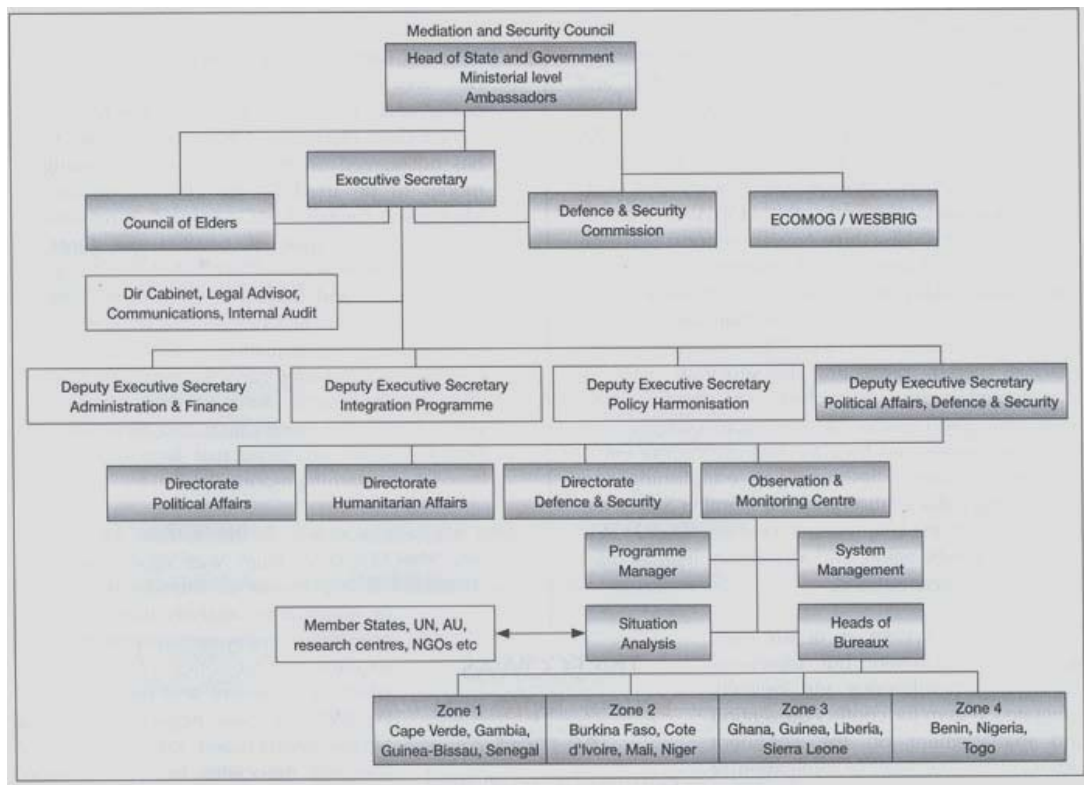 Mediation and Security Council
Head of State and Government
Ministerial level
Ambassadors
Executive Secretary
Council of Elders
Defence & Security
Commission
ECOMOG / WESBRIG
Dir Cabinet, Legal Advisor,
Communications, Internal Audit
Deputy Executive Secretary
Administration & Finance
Deputy Executive Secretary
Integration Programme
Deputy Executive Secretary
Policy Harmonisation
Deputy Executive Secretary
Political Affairs, Defence & Security
Directorate
Political Affairs
Directorate
Humanitarian Affairs
Directorate
Defence & Security
Observation &
Monitoring Centre
Programme
Manager
System
Management
Member States, UN, AU,
research centres, NGOs etc
Situation
Analysis
Heads of
Bureaux
Zone 1
Cape Verde, Gambia,
Guinea-Bissau, Senegal
Zone 2
Burkina Faso, Cote
d'Ivoire, Mali, Niger
Zone 3
Ghana, Guinea, Liberia,
Sierra Leone
Zone 4
Benin, Nigeria,
Togo